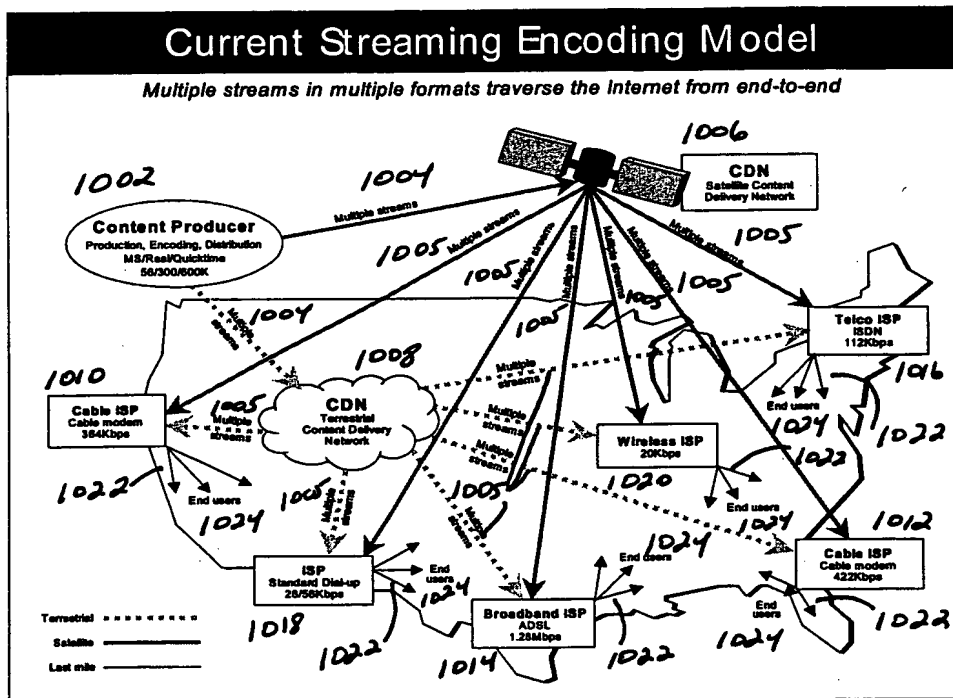 Current Streaming Encoding Model
Multiple streams in multiple formats traverse the Internet from end-to-end
1006
CDN
Satellite Content
Delivery Network
1002
1004
Multiple streams
Content Producer
Production, Encoding, Distribution
MS/Real/Quicktime
56/300/600K
1005
Multiple streams
1005
Multiple streams
1005
Multiple streams
1005
Multiple streams
1005
Multiple streams
1005
Multiple streams
1004
Multiple
streams
Telco ISP
ISDN
112Kbps
1016
1008
CDN
Terrestrial
Content Delivery
Network
Multiple streams
1010
Cable ISP
Cable modem
364Kbps
1005
Multiple
streams
Multiple
streams
Multiple
streams
Wireless ISP
20Kbps
1020
End users
1024
1022
1022
End users
1024
1022
End users
1024
1005
Multiple
streams
1005
1012
Cable ISP
Cable modem
422Kbps
ISP
Standard Dial-up
28/56Kbps
1018
End
users
1024
1022
1024
End users
Broadband ISP
ADSL
1.28Mbps
1014
1022
End
users
1024
1022
Terrestrial
Satellite
Last mile